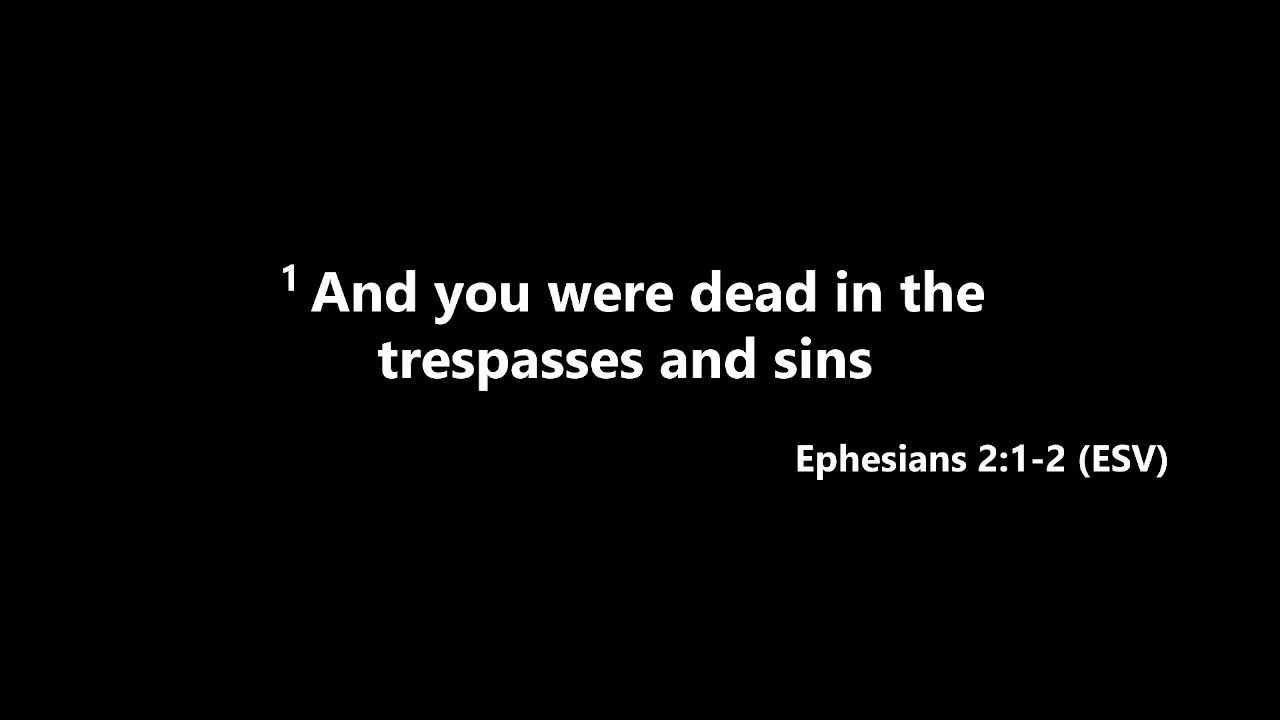 1 And you were dead in the
trespasses and sins
Ephesians 2:1-2 (ESV)